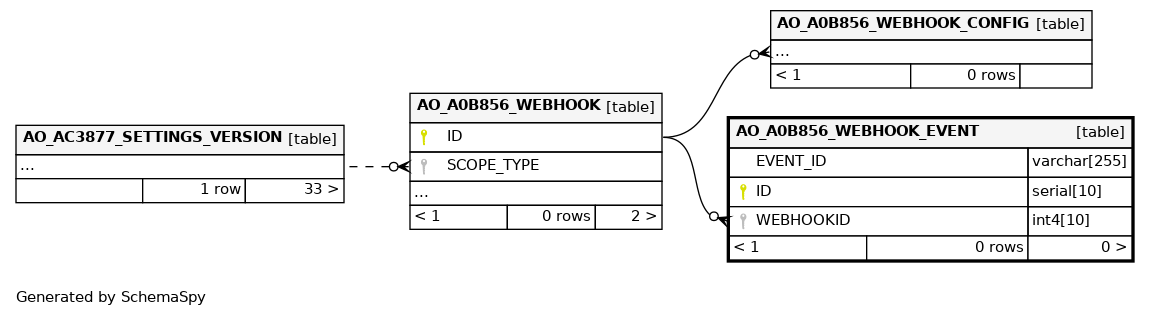 AO_A0B856_WEBHOOK_CONFIG [table]
...
< 1 0 rows
AO_A0B856_WEBHOOK [table]
ID
SCOPE_TYPE
...
< 1 0 rows 2 >
AO_AC3877_SETTINGS_VERSION [table]
...
1 row 33 >
AO_A0B856_WEBHOOK_EVENT [table]
EVENT_ID varchar[255]
ID serial[10]
WEBHOOKID int4[10]
< 1 0 rows 0 >
Generated by SchemaSpy